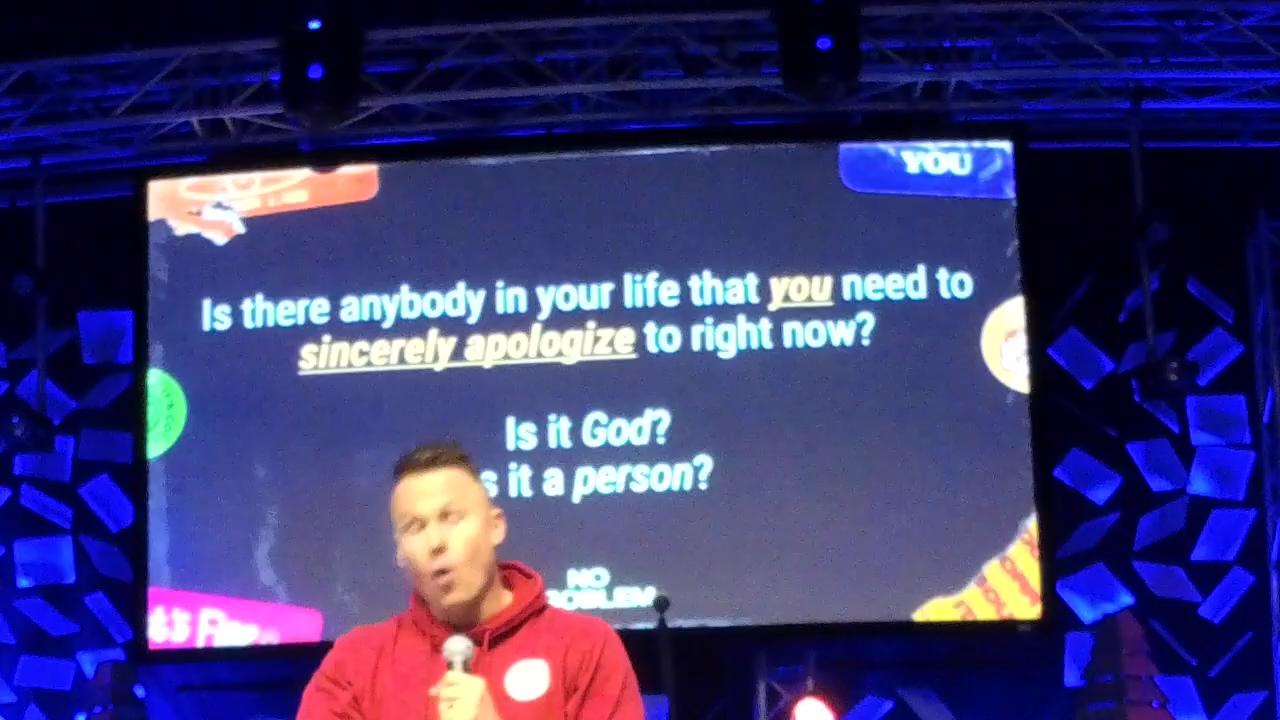 YOU
Is there anybody in your life that you need to
sincerely apologize to right now?
Is it God?
s it a person?
NO